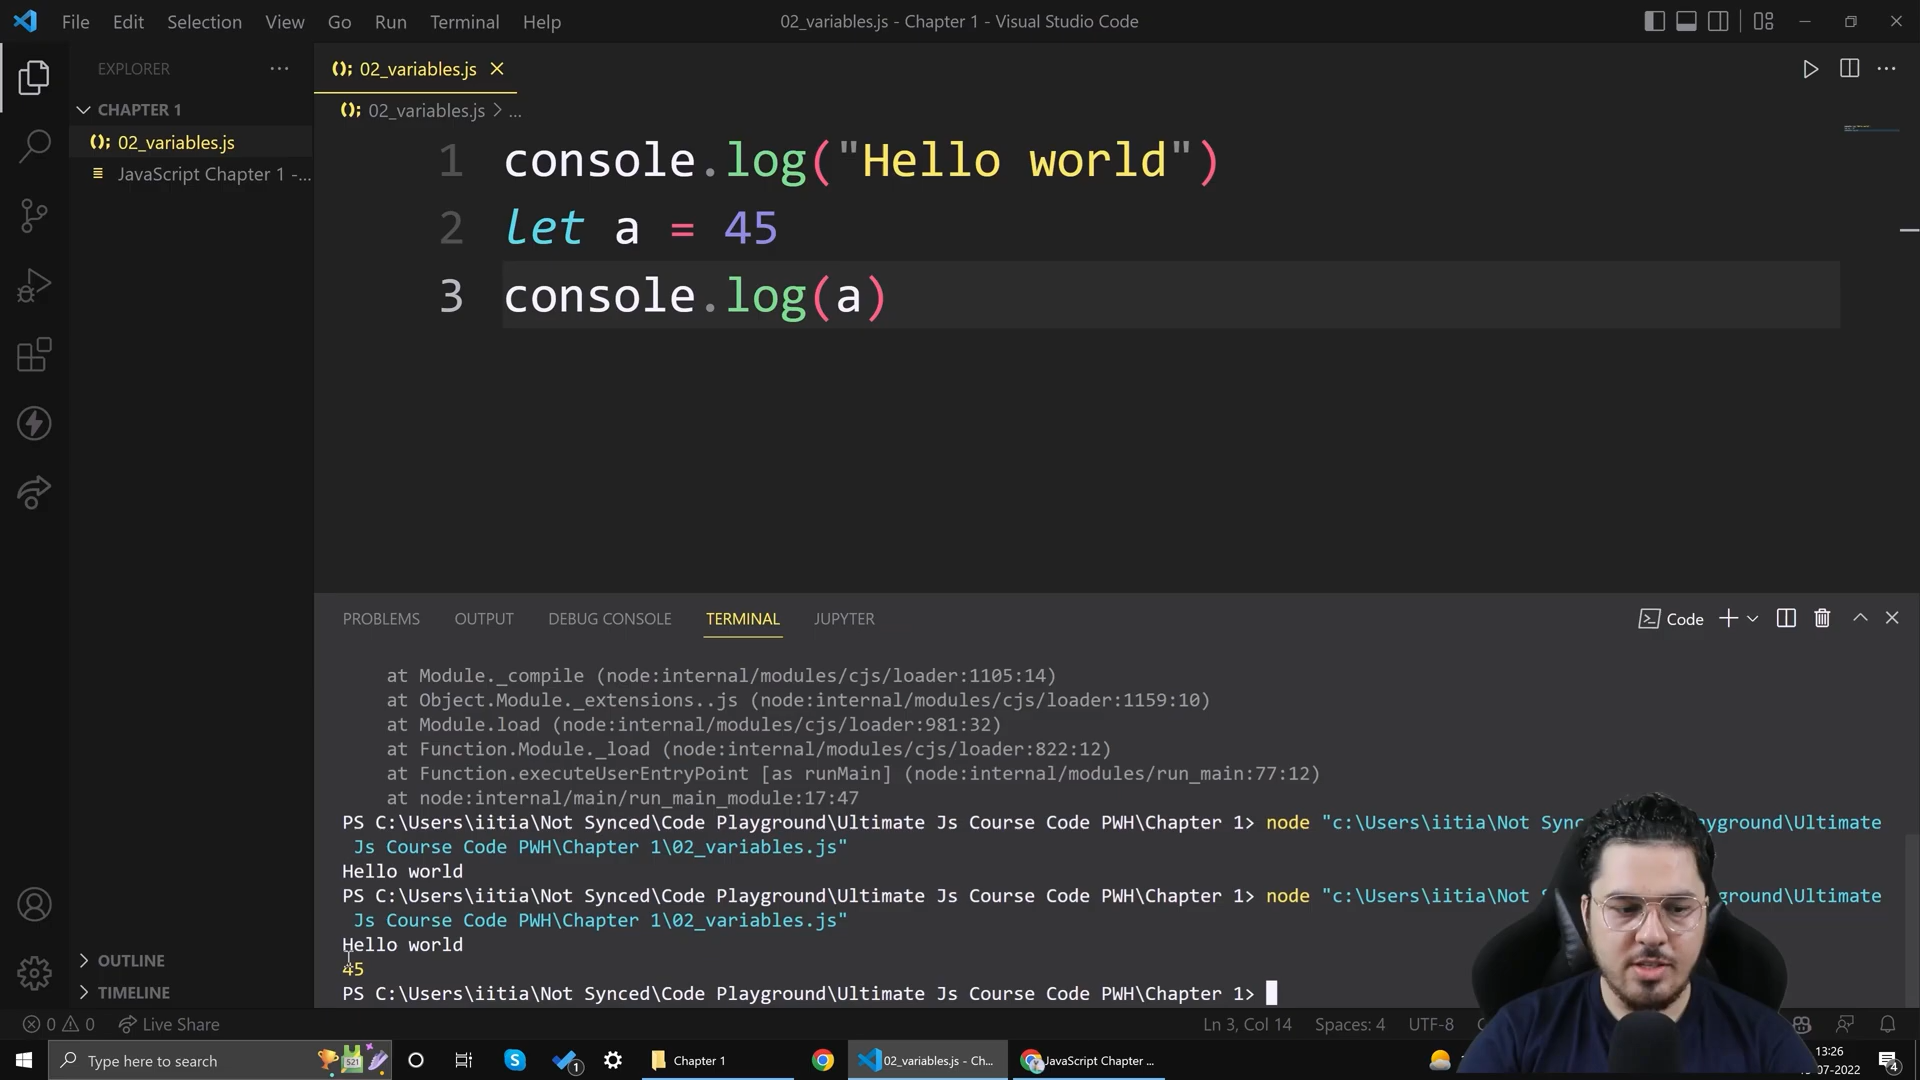 File Edit Selection View Go Run Terminal Help
02_variables.js - Chapter 1 - Visual Studio Code
EXPLORER
CHAPTER 1
02_variables.js
JavaScript Chapter 1 -...
OUTLINE
TIMELINE
02_variables.js
02_variables.js > ...
1 console.log("Hello world")
2 let a = 45
3 console.log(a)
PROBLEMS OUTPUT DEBUG CONSOLE TERMINAL JUPYTER
Code
at Module._compile (node:internal/modules/cjs/loader:1105:14)
at Object.Module._extensions..js (node:internal/modules/cjs/loader:1159:10)
at Module.load (node:internal/modules/cjs/loader:981:32)
at Function.Module._load (node:internal/modules/cjs/loader:822:12)
at Function.executeUserEntryPoint [as runMain] (node:internal/modules/run_main:77:12)
at node:internal/main/run_main_module:17:47
PS C:\Users\iitia\Not Synced\Code Playground\Ultimate Js Course Code PWH\Chapter 1> node "c:\Users\iitia\Not ayground\Ultimate
Js Course Code PWH\Chapter 1\02_variables.js"
Hello world
PS C:\Users\iitia\Not Synced\Code Playground\Ultimate Js Course Code PWH\Chapter 1> node "c:\Users\iitia\Not yground\Ultimate
Js Course Code PWH\Chapter 1\02_variables.js"
Hello world
45
PS C:\Users\iitia\Not Synced\Code Playground\Ultimate Js Course Code PWH\Chapter 1>
0 0 Live Share
Ln 3, Col 14 Spaces: 4 UTF-8
Type here to search
521
1
Chapter 1
02_variables.js - Ch...
JavaScript Chapter ...
13:26
-07-2022
4